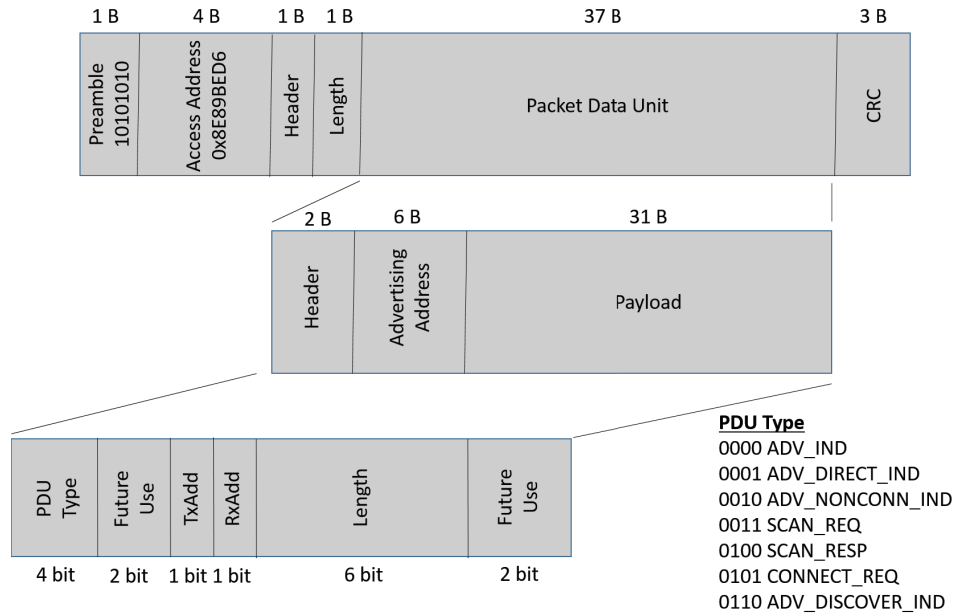 1 B
4 B
1 B
1 B
37 B
3 B
Preamble
10101010
Access Address
0x8E89BED6
Header
Length
Packet Data Unit
CRC
2 B
6 B
31 B
Header
Advertising
Address
Payload
PDU
Type
Future
Use
TxAdd
RxAdd
Length
Future
Use
4 bit
2 bit
1 bit
1 bit
6 bit
2 bit
PDU Type
0000 ADV_IND
0001 ADV_DIRECT_IND
0010 ADV_NONCONN_IND
0011 SCAN_REQ
0100 SCAN_RESP
0101 CONNECT_REQ
0110 ADV_DISCOVER_IND